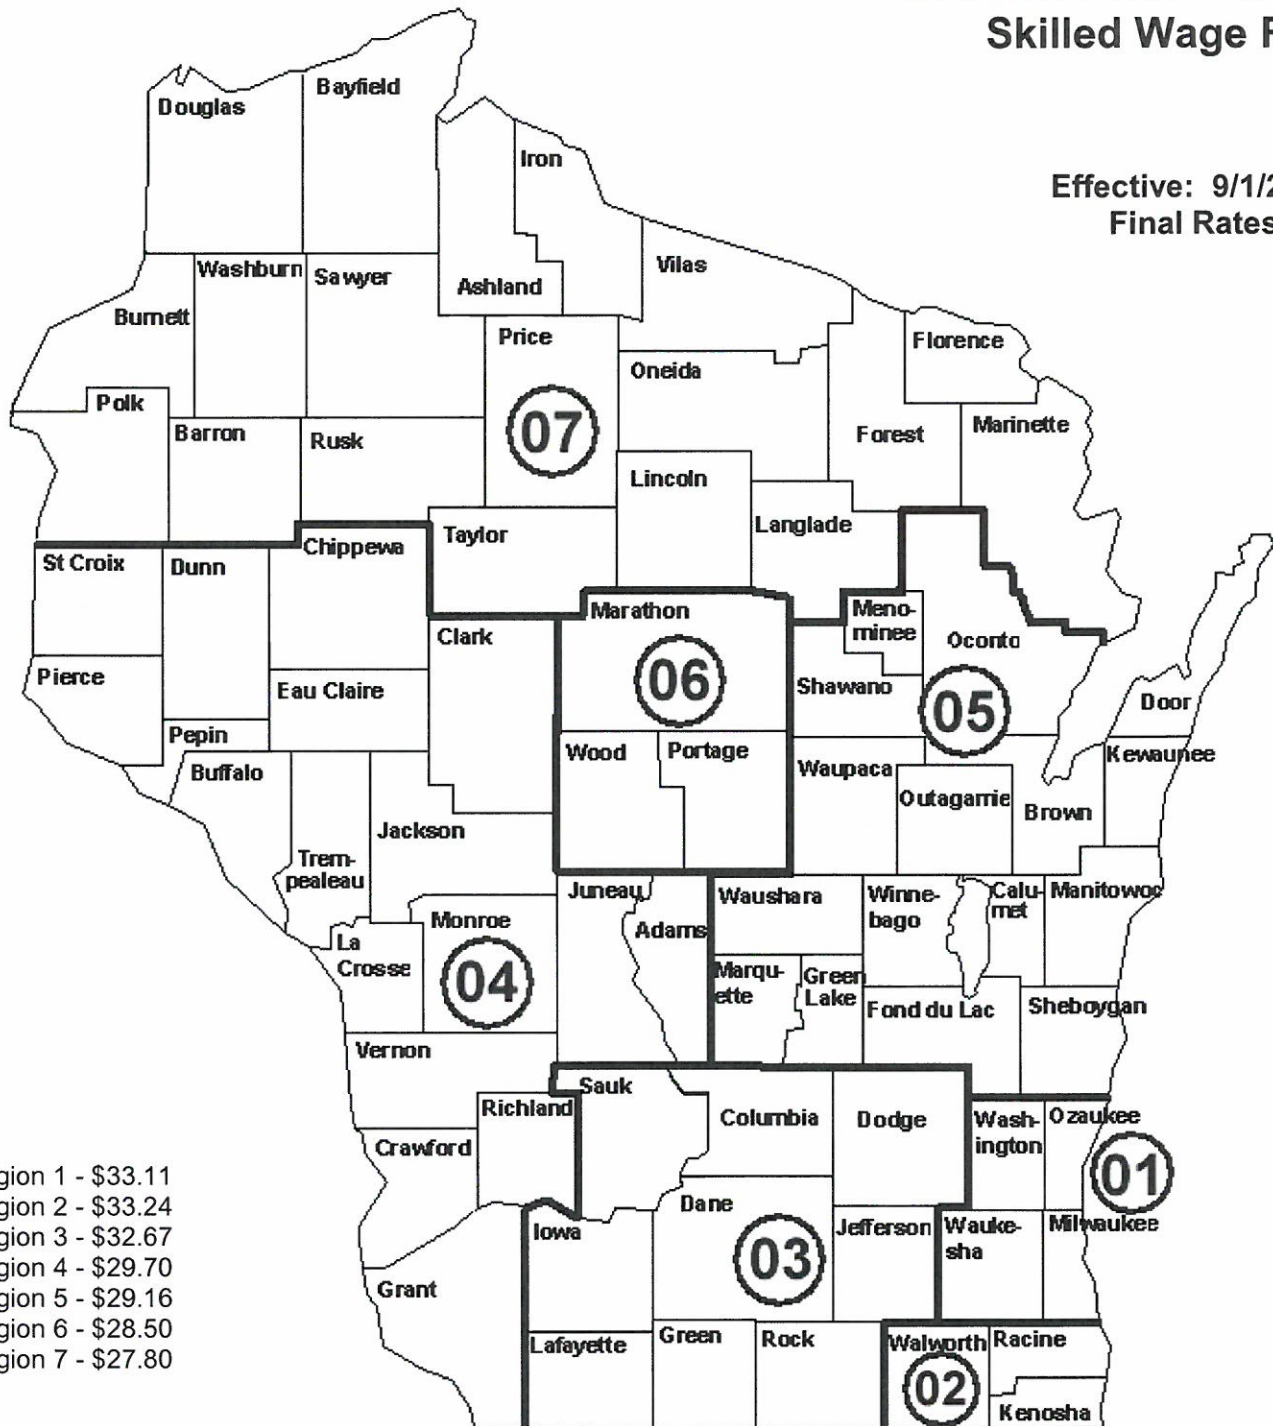 Skilled Wage R
Effective: 9/1/2
Final Rates
Douglas
Bayfield
Iron
Vilas
Washburn
Sawyer
Ashland
Burnett
Price
Florence
Oneida
Polk
Barron
Rusk
07
Forest
Marinette
Lincoln
Langlade
Taylor
Chippewa
St Croix
Dunn
Marathon
Meno-
minee
Clark
Oconto
06
Pierce
Eau Claire
Shawano
05
Door
Pepin
Wood
Portage
Kewaunee
Buffalo
Waupaca
Outagamie
Brown
Jackson
Trem-
pealeau
Juneau
Waushara
Winne-
bago
Calu-
met
Manitowoc
Monroe
Adams
La
Crosse
04
Marqu-
ette
Green
Lake
Fond du Lac
Sheboygan
Vernon
Sauk
Richland
Columbia
Dodge
Wash-
ington
Ozaukee
Crawford
01
Dane
Iowa
Jefferson
Wauke-
sha
Milwaukee
03
Grant
Lafayette
Green
Rock
Walworth
Racine
02
Kenosha
gion 1 - $33.11
gion 2 - $33.24
gion 3 - $32.67
gion 4 - $29.70
gion 5 - $29.16
gion 6 - $28.50
gion 7 - $27.80